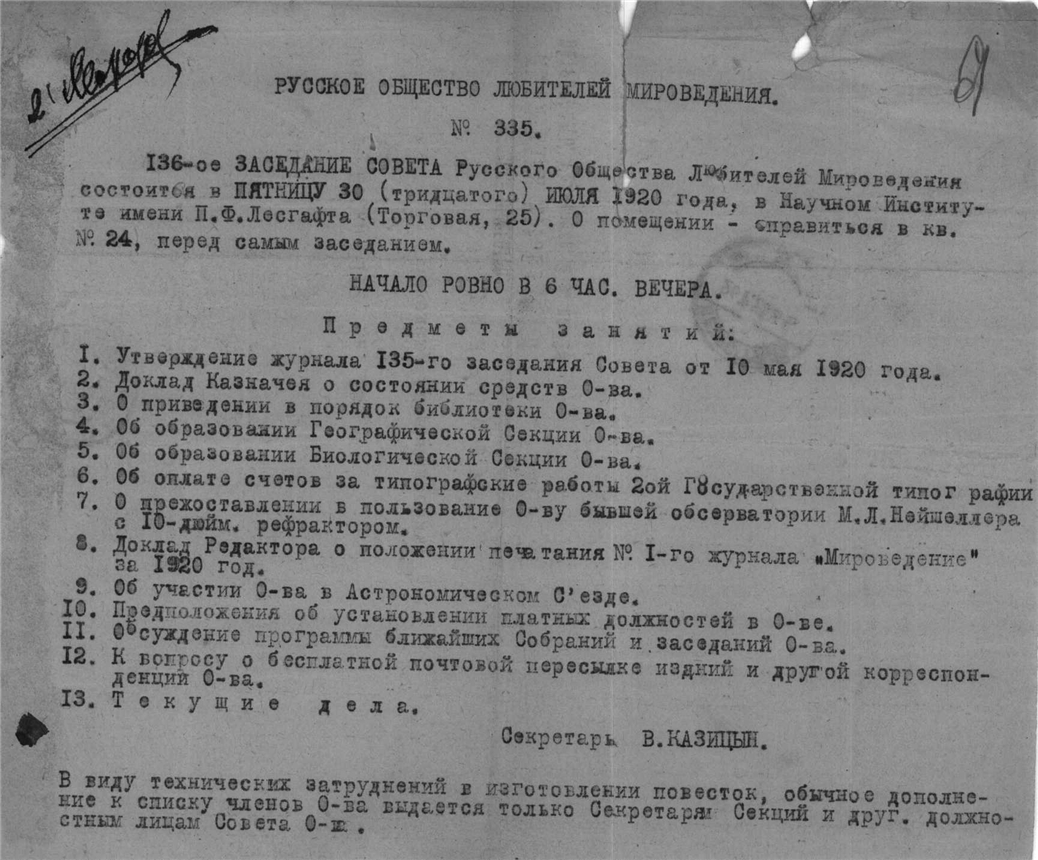 РУССКОЕ ОБЩЕСТВО ЛЮБИТЕЛЕЙ МИРОВЕДЕНИЯ.
№ 335.
136-ое ЗАСЕДАНИЕ СОВЕТА Русского Общества Любителей Мироведения
состоится в ПЯТНИЦУ 30 (тридцатого) ИЮЛЯ 1920 года, в Научном Институ-
те имени П.Ф.Лесгафта (Торговая, 25). О помещении - справиться в кв.
№ 24, перед самым заседанием.
НАЧАЛО РОВНО В 6 ЧАС. ВЕЧЕРА.
Предметы занятий:
1. Утверждение журнала 135-го заседания Совета от 10 мая 1920 года.
2. Доклад Казначея о состоянии средств О-ва.
3. О приведении в порядок библиотеки О-ва.
4. Об образовании Географической Секции О-ва.
5. Об образовании Биологической Секции О-ва.
6. Об оплате счетов за типографские работы 2ой Государственной типог рафии
7. О прехоставлении в пользование О-ву бывшей обсерватории М.Л.Нейшеллера
с 10-дюйм. рефрактором.
8. Доклад Редактора о положении печатания № 1-го журнала „Мироведение"
за 1920 год.
9. Об участии О-ва в Астрономическом С'езде.
10. Предположения об установлении платных должностей в О-ве.
11. Обсуждение программы ближайших Собраний и заседаний О-ва.
12. К вопросу о бесплатной почтовой пересылке издний и другой корреспон-
денций О-ва.
13. Текущие дела.
Секретарь В.КАЗИЦЫН.
В виду технических затруднений в изготовлении повесток, обычное дополне-
ние к списку членов О-ва выдается только Секретарям Секций и друг. должно-
стным лицам Совета О-ва.